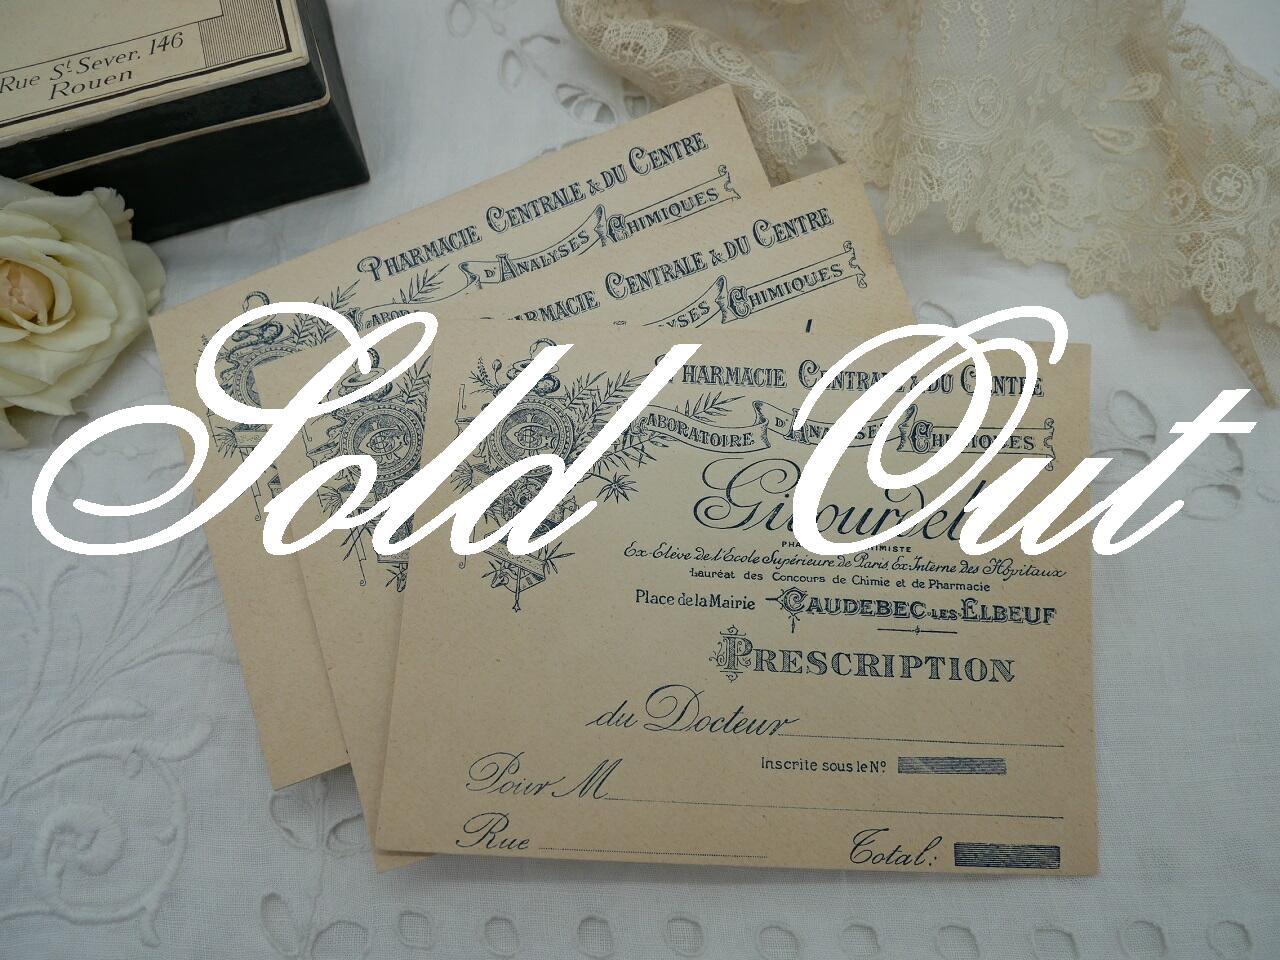 Rue St Sever. 146
Rouen
PHARMACIE CENTRALE & DU CENTRE
D'ANALYSES CHIMIQUES
CENTRALE & DU CENTRE
CHIMIQUES
PHARMACIE CENTRALE & DU CENTRE
LABORATOIRE D'ANALYSES CHIMIQUES
Sold Out
Ex-Elève de l'Ecole Supérieure de Paris, Ex-Interne des Hôpitaux
Lauréat des Concours de Chimie et de Pharmacie
Place de la Mairie CAUDEBEC-LES-ELBEUF
PRESCRIPTION
du Docteur
Inscrite sous le No
Pour M
Rue
Total: